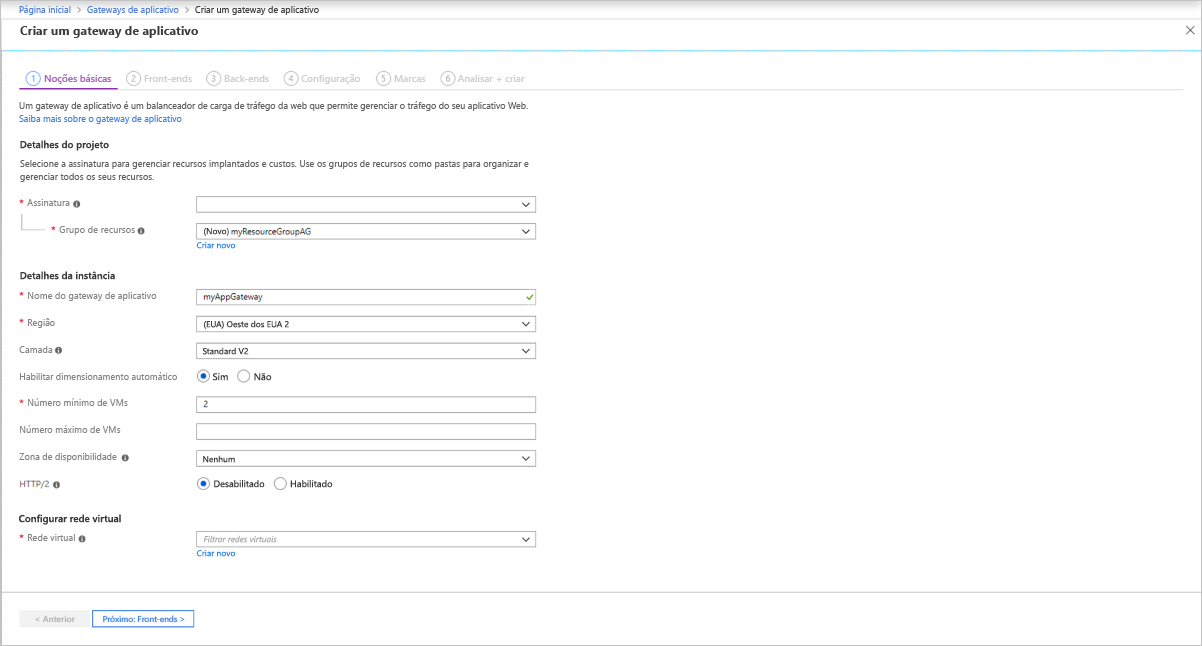 Página inicial > Gateways de aplicativo > Criar um gateway de aplicativo
Criar um gateway de aplicativo
1 Noções básicas 2 Front-ends 3 Back-ends 4 Configuração 5 Marcas 6 Analisar + criar
Um gateway de aplicativo é um balanceador de carga de tráfego da web que permite gerenciar o tráfego do seu aplicativo Web.
Saiba mais sobre o gateway de aplicativo
Detalhes do projeto
Selecione a assinatura para gerenciar recursos implantados e custos. Use os grupos de recursos como pastas para organizar e
gerenciar todos os seus recursos.
* Assinatura
* Grupo de recursos (Novo) myResourceGroupAG
Criar novo
Detalhes da instância
* Nome do gateway de aplicativo myAppGateway
* Região (EUA) Oeste dos EUA 2
Camada Standard V2
Habilitar dimensionamento automático Sim Não
* Número mínimo de VMs 2
Número máximo de VMs
Zona de disponibilidade Nenhum
HTTP/2 Desabilitado Habilitado
Configurar rede virtual
* Rede virtual Filtrar redes virtuais
Criar novo
< Anterior Próximo: Front-ends >